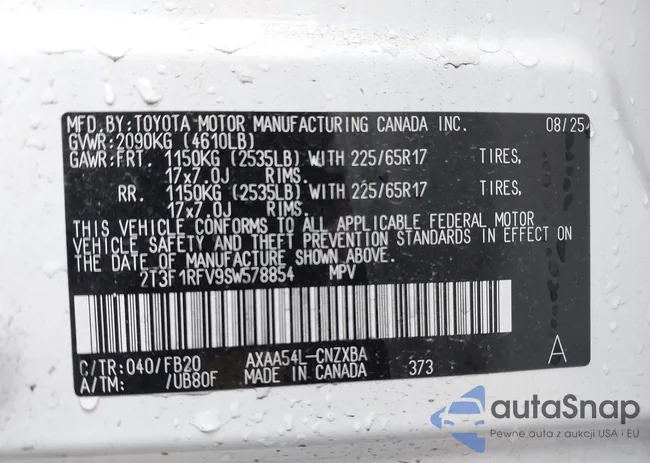 MFD. BY: TOYOTA MOTOR MANUFACTURING CANADA INC. 08/25
GVWR: 2090KG (4610LB)
GAWR: FRT. 1150KG (2535LB) WITH 225/65R17 TIRES,
17x7.0J RIMS.
RR. 1150KG (2535LB) WITH 225/65R17 TIRES,
17x7.0J RIMS.
THIS VEHICLE CONFORMS TO ALL APPLICABLE FEDERAL MOTOR
VEHICLE SAFETY AND THEFT PREVENTION STANDARDS IN EFFECT ON
THE DATE OF MANUFACTURE SHOWN ABOVE.
2T3F1RFV9SW578854 MPV
C/TR: 040/FB20 AXAA54L-CNZXBA A
A/TM: /UB80F MADE IN CANADA 373
autaSnap
Pewne auta z aukcji USA i EU